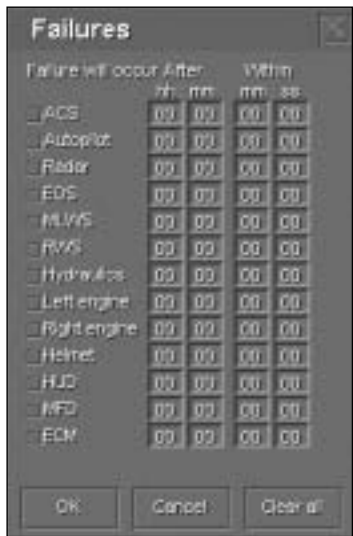 Failures
Failure will occur After Within
hh mm mm ss
ACS 00 00 00 00
Autopilot 00 00 00 00
Radar 00 00 00 00
EOS 00 00 00 00
MLWS 00 00 00 00
RWS 00 00 00 00
Hydraulics 00 00 00 00
Left engine 00 00 00 00
Right engine 00 00 00 00
Helmet 00 00 00 00
HUD 00 00 00 00
MFD 00 00 00 00
ECM 00 00 00 00
OK Cancel Clear all